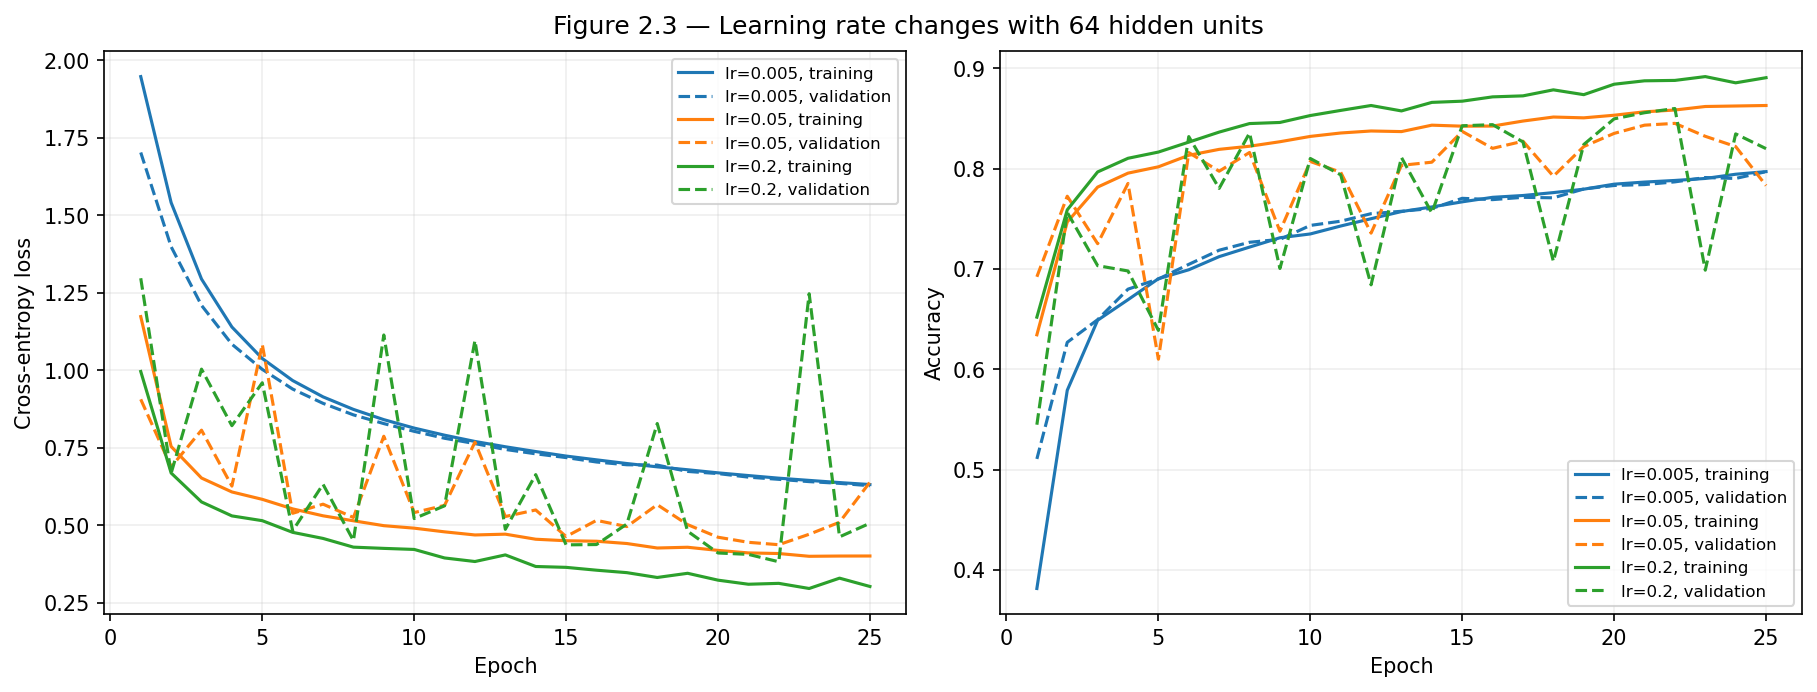 Figure 2.3 — Learning rate changes with 64 hidden units
2.00
1.75
1.50
1.25
1.00
0.75
0.50
0.25
Cross-entropy loss
0
5
10
15
20
25
Epoch
lr=0.005, training
lr=0.005, validation
lr=0.05, training
lr=0.05, validation
lr=0.2, training
lr=0.2, validation
0.9
0.8
0.7
0.6
0.5
0.4
Accuracy
0
5
10
15
20
25
Epoch
lr=0.005, training
lr=0.005, validation
lr=0.05, training
lr=0.05, validation
lr=0.2, training
lr=0.2, validation